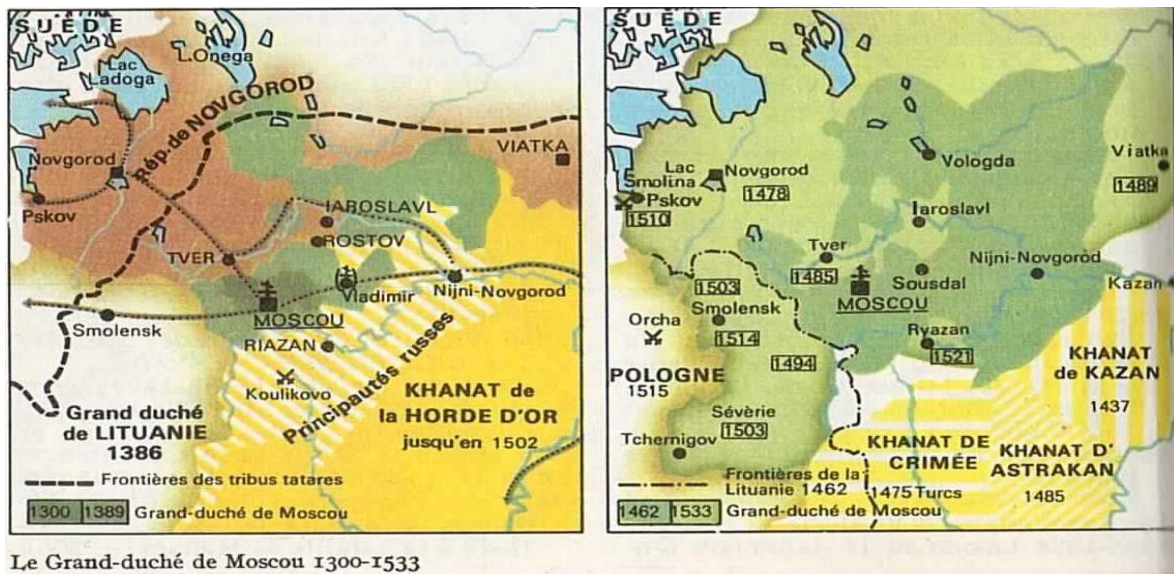 SUÈDE
Lac
Ladoga
L.Onega
Rép. de NOVGOROD
Novgorod
VIATKA
Pskov
IAROSLAVL
ROSTOV
TVER
Vladimir
Nijni-Novgorod
Smolensk
MOSCOU
RIAZAN
Koulikovo
Principautés russes
KHANAT de
la HORDE D'OR
jusqu'en 1502
Grand duché
de LITUANIE
1386
Frontières des tribus tatares
1300 1389 Grand-duché de Moscou
SUÈDE
Vologda
Viatka
1489
Lac
Smolina
Novgorod
1478
Pskov
1510
Iaroslavl
Tver
1485
Sousdal
Nijni-Novgoród
Kazan
1503
MOSCOU
Smolensk
1514
Orcha
Ryazan
1521
1494
KHANAT
de KAZAN
1437
POLOGNE
1515
Sévèrie
1503
Tchernigov
KHANAT DE
CRIMÉE
KHANAT D'
ASTRAKAN
1485
Frontières de la
Lituanie 1462
1475 Turcs
1462 1533 Grand-duché de Moscou
Le Grand-duché de Moscou 1300-1533